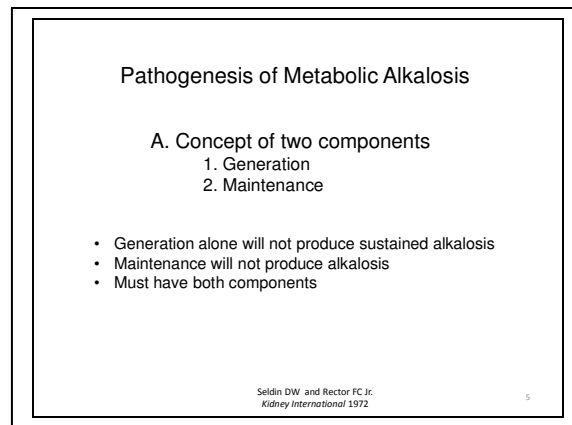 Pathogenesis of Metabolic Alkalosis
A. Concept of two components
1. Generation
2. Maintenance
• Generation alone will not produce sustained alkalosis
• Maintenance will not produce alkalosis
• Must have both components
Seldin DW and Rector FC Jr.
Kidney International 1972
5